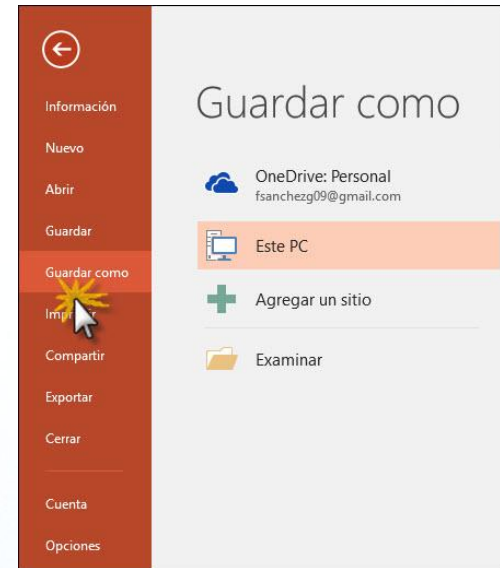 Información
Nuevo
Abrir
Guardar
Guardar como
Imprimir
Compartir
Exportar
Cerrar
Cuenta
Opciones
Guardar como
OneDrive: Personal
fsanchezg09@gmail.com
Este PC
Agregar un sitio
Examinar